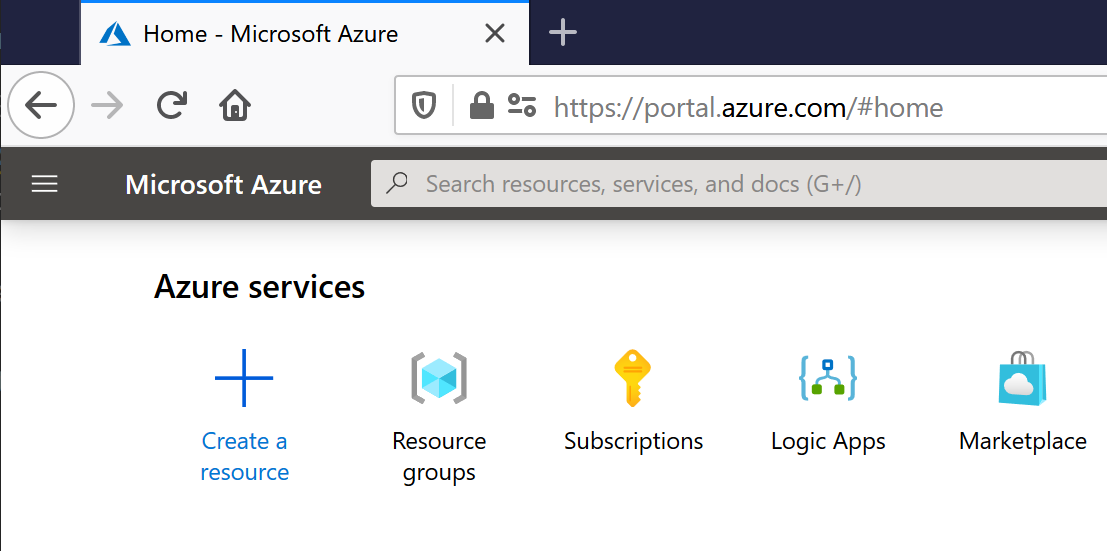 Home - Microsoft Azure
https://portal.azure.com/#home
Microsoft Azure
Search resources, services, and docs (G+/)
Azure services
Create a
resource
Resource
groups
Subscriptions
Logic Apps
Marketplace